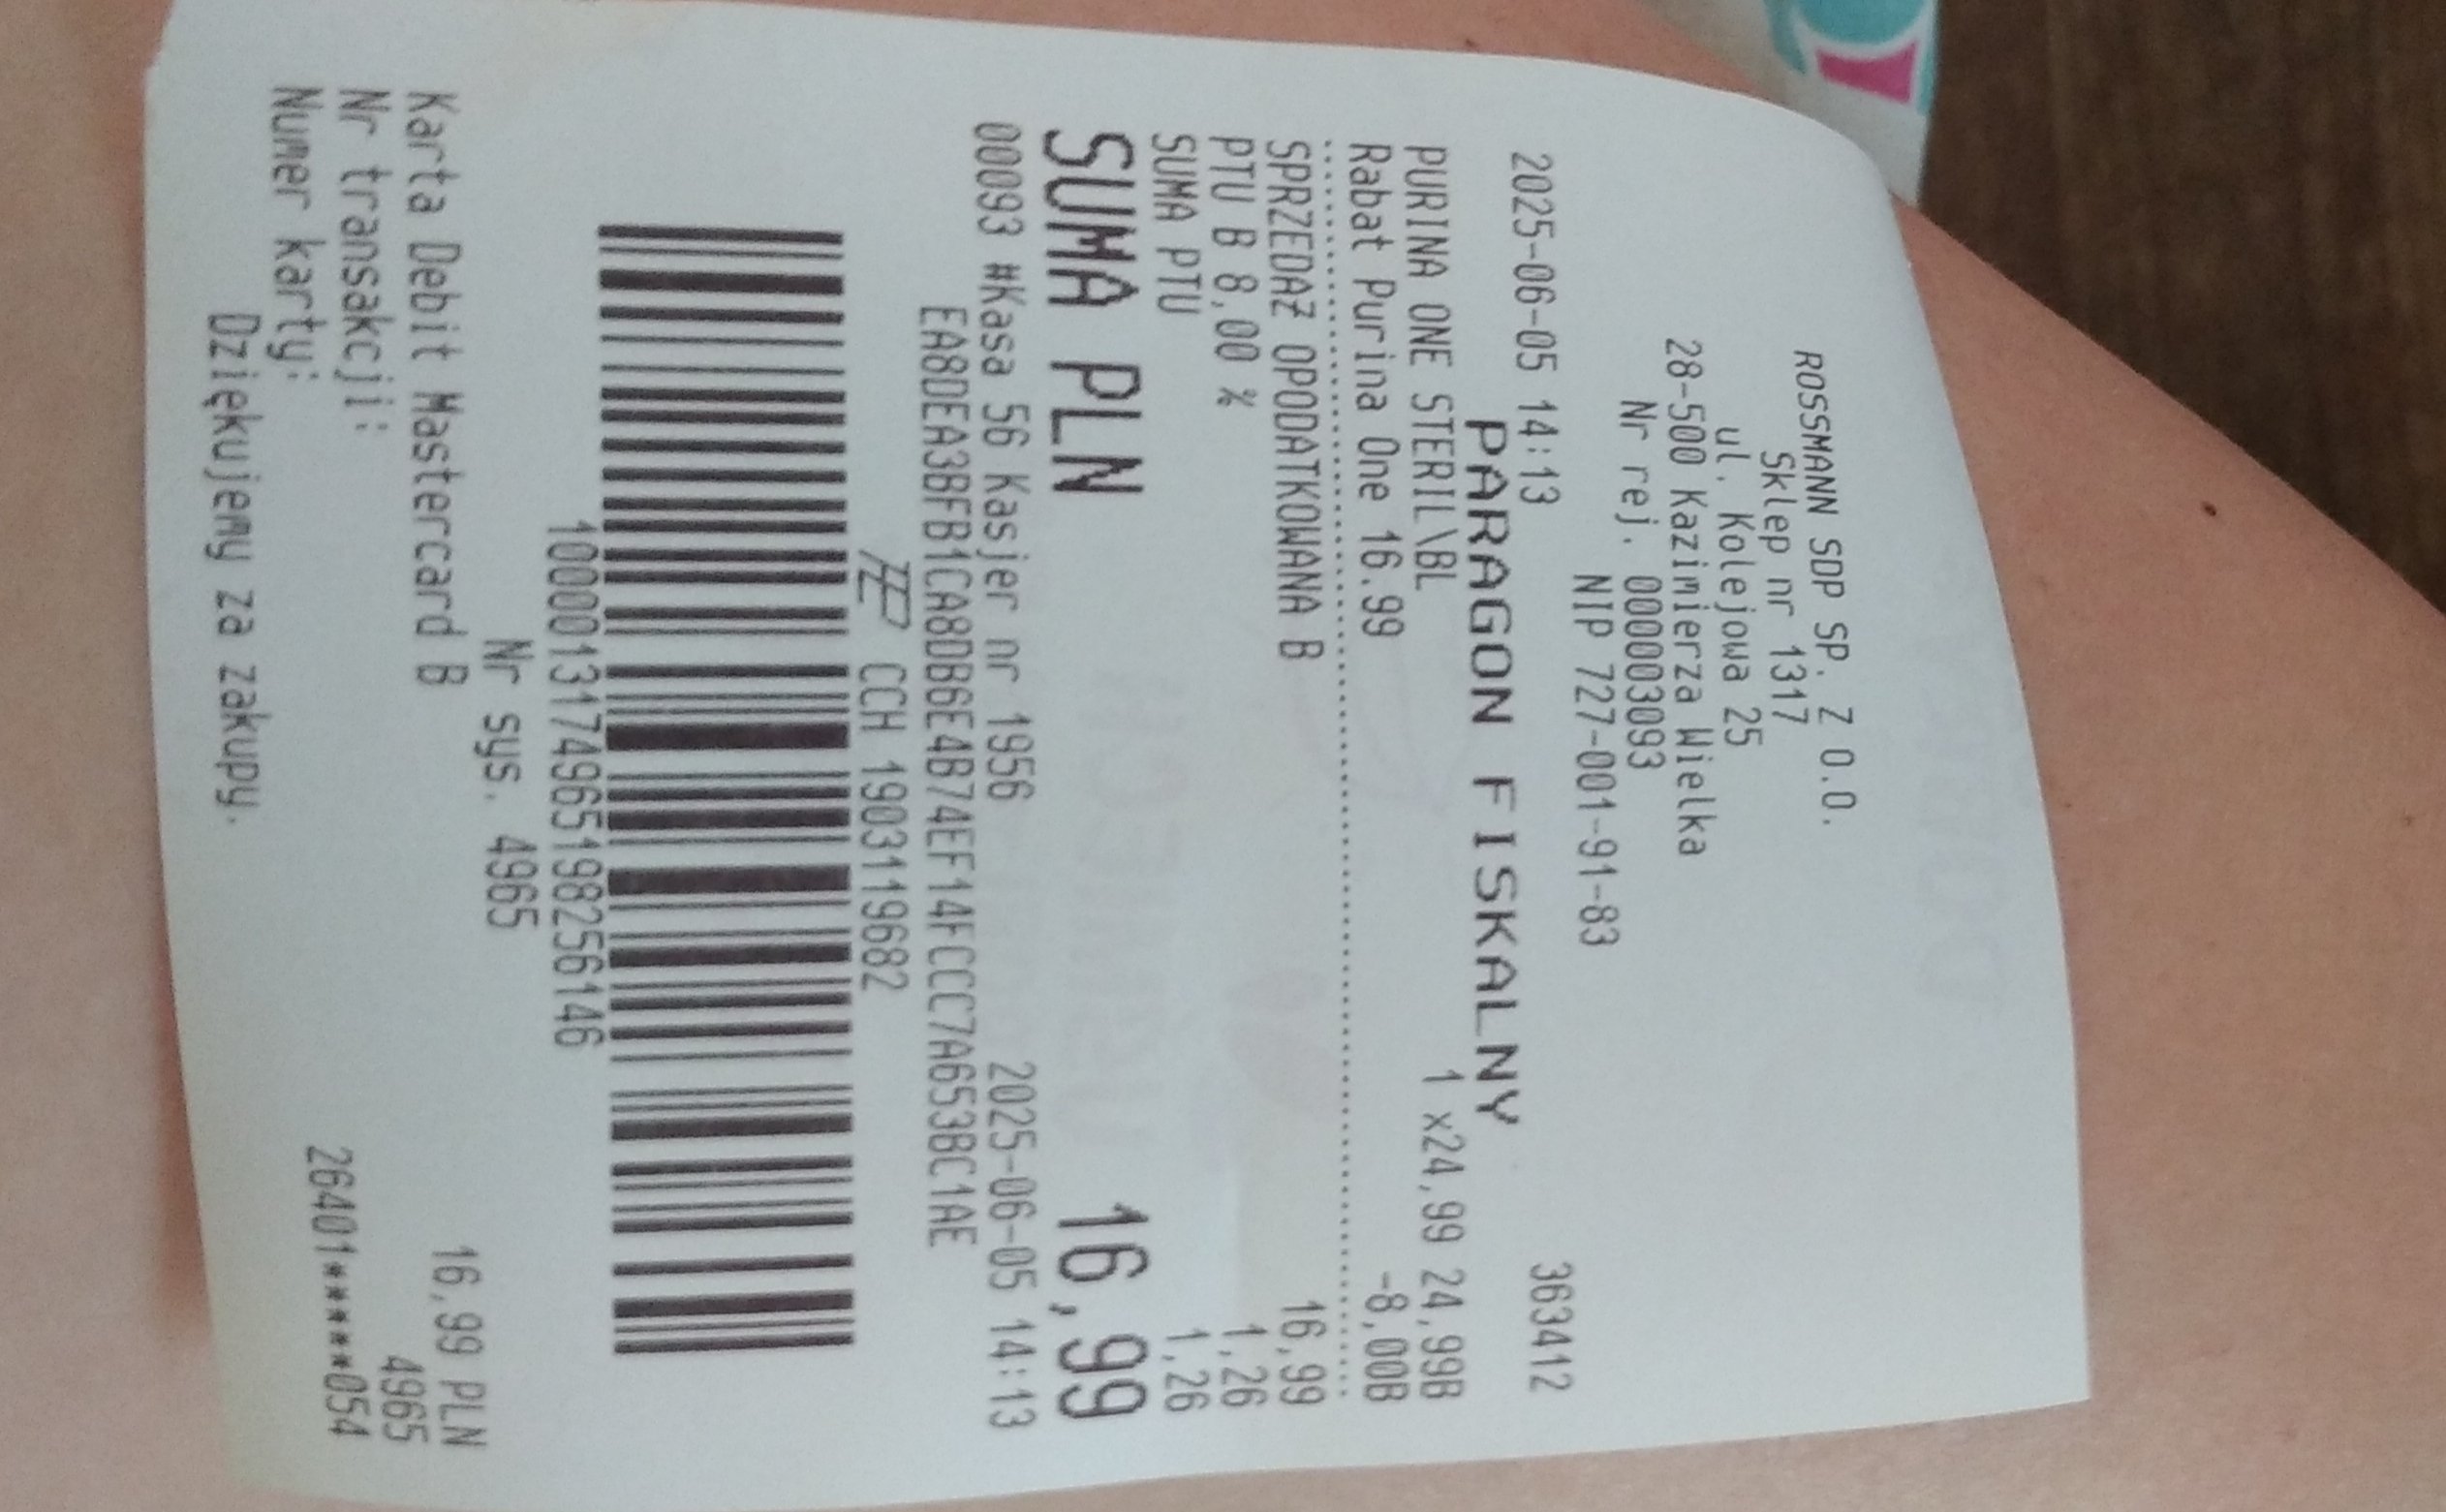 ROSSMANN SDP SP. Z O.O.
Sklep nr 1317
ul. Kolejowa 25
28-500 Kazimierza Wielka
Nr rej. 000003093
NIP 727-001-91-83
2025-06-05 14:13 363412
PARAGON FISKALNY
PURINA ONE STERIL\BL 1 x24,99 24,99B
Rabat Purina One 16.99 -8,00B
SPRZEDAŻ OPODATKOWANA B 16,99
PTU B 8,00 % 1,26
SUMA PTU 1,26
SUMA PLN 16,99
00093 #Kasa 56 Kasjer nr 1956 2025-06-05 14:13
EA8DEA3BFB1CA8DB6E4B74EF14FCCC7A653BC1AE
CCH 1903119682
1000013174965198256146
Nr sys. 4965
Karta Debit Mastercard B 16,99 PLN
Nr transakcji: 4965
Numer karty: 26401******054
Dziękujemy za zakupy.